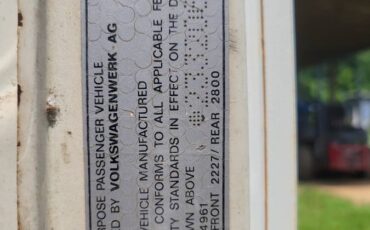 RPOSE PASSENGER VEHICLE
D BY VOLKSWAGENWERK - AG
VEHICLE MANUFACTURED
CONFORMS TO ALL APPLICABLE FE
TY STANDARDS IN EFFECT ON THE D
WN ABOVE
4961
FRONT 2227/ REAR 2800